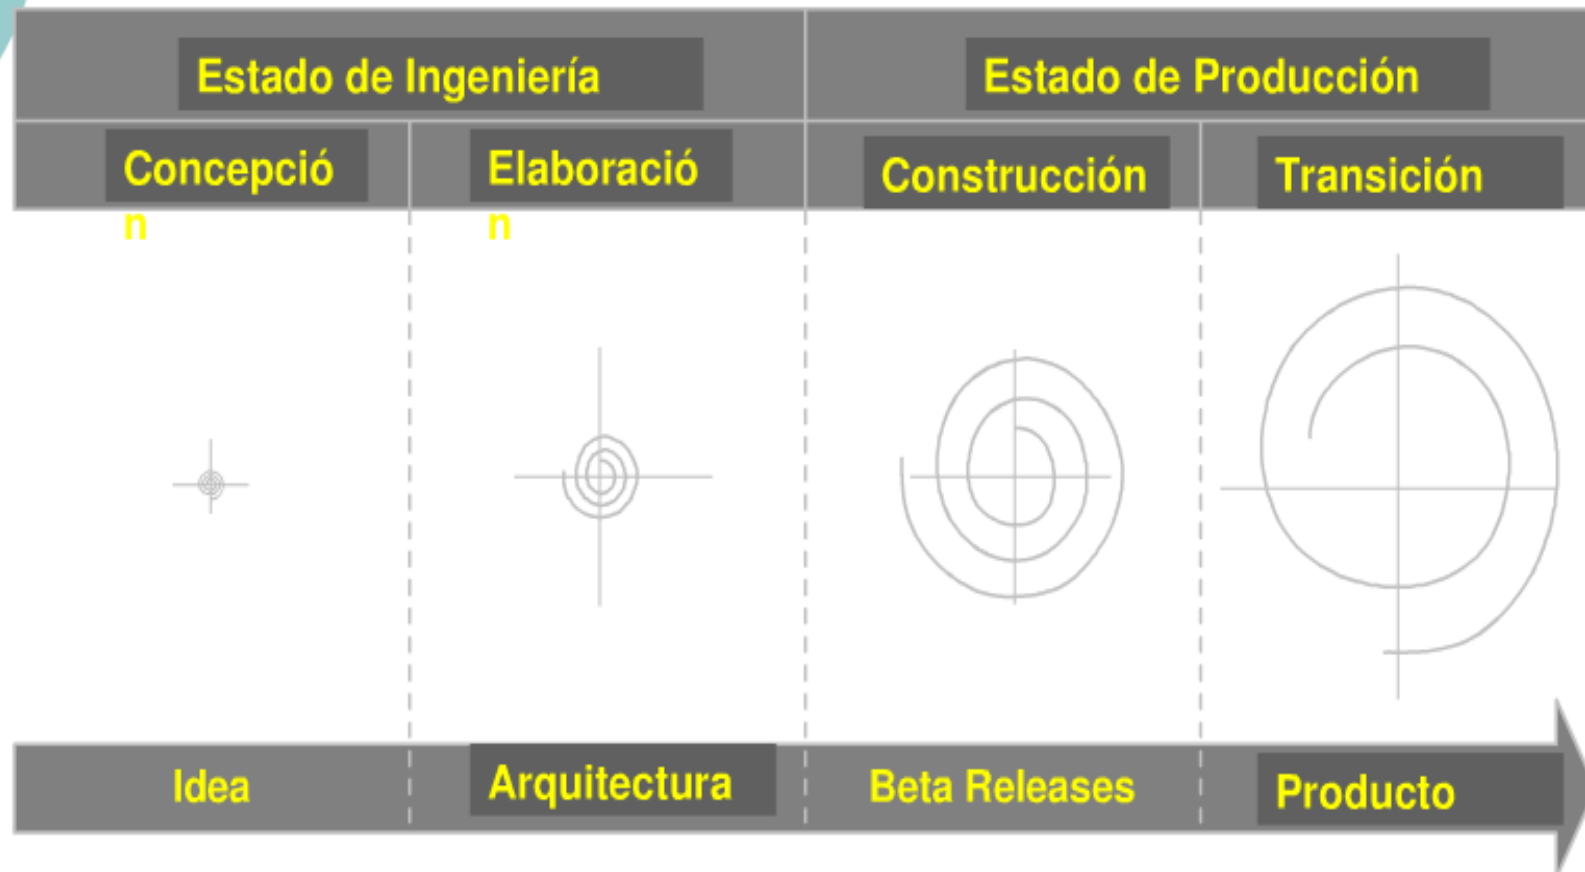 Estado de Ingeniería
Estado de Producción
Concepció
n
Elaboració
n
Construcción
Transición
Idea
Arquitectura
Beta Releases
Producto